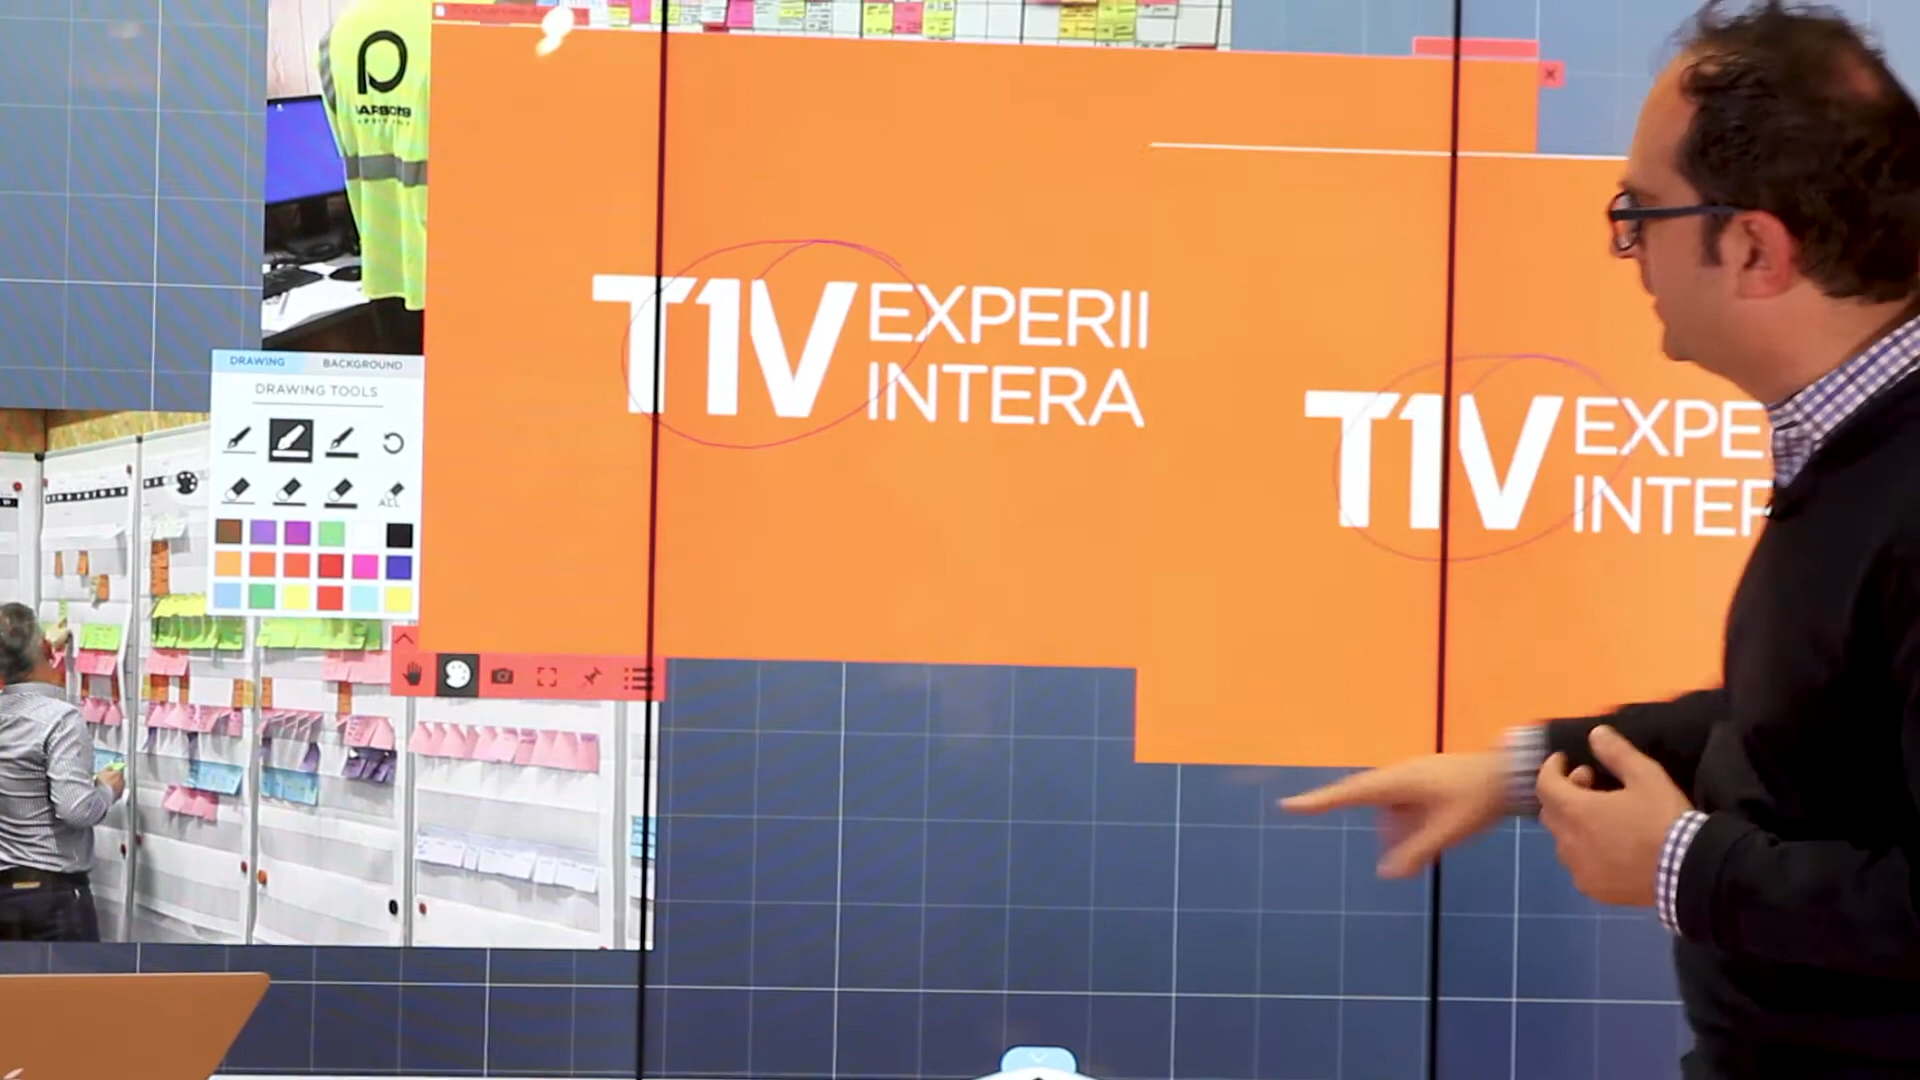 T1V EXPERII
INTERA
T1V EXPE
INTER
DRAWING BACKGROUND
DRAWING TOOLS
ALL